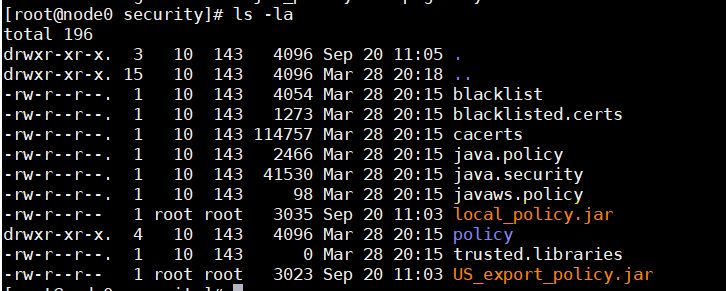 [root@node0 security]# ls -la
total 196
drwxr-xr-x.  3   10  143   4096 Sep 20 11:05 .
drwxr-xr-x. 15   10  143   4096 Mar 28 20:18 ..
-rw-r--r--.  1   10  143   4054 Mar 28 20:15 blacklist
-rw-r--r--.  1   10  143   1273 Mar 28 20:15 blacklisted.certs
-rw-r--r--.  1   10  143 114757 Mar 28 20:15 cacerts
-rw-r--r--.  1   10  143   2466 Mar 28 20:15 java.policy
-rw-r--r--.  1   10  143  41530 Mar 28 20:15 java.security
-rw-r--r--.  1   10  143     98 Mar 28 20:15 javaws.policy
-rw-r--r--   1 root root   3035 Sep 20 11:03 local_policy.jar
drwxr-xr-x.  4   10  143   4096 Mar 28 20:15 policy
-rw-r--r--.  1   10  143      0 Mar 28 20:15 trusted.libraries
-rw-r--r--   1 root root   3023 Sep 20 11:03 US_export_policy.jar